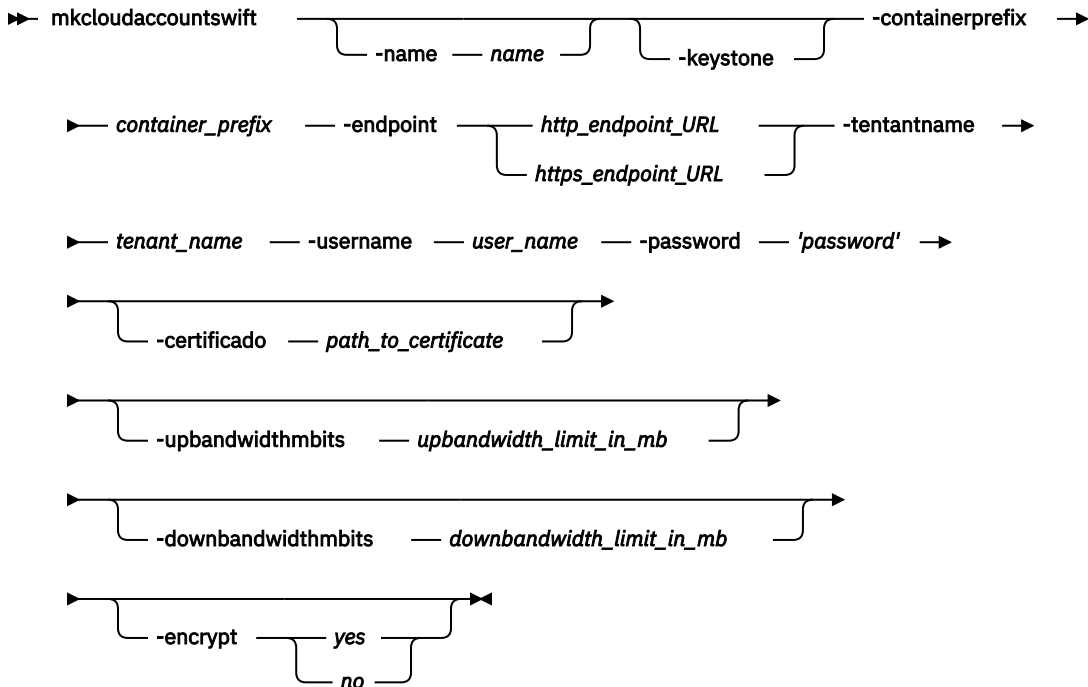 mkcloudaccountswift -containerprefix
-name name -keystone
container_prefix -endpoint http_endpoint_URL -tentantname
https_endpoint_URL
tenant_name -username user_name -password 'password'
-certificado path_to_certificate
-upbandwidthmbits upbandwidth_limit_in_mb
-downbandwidthmbits downbandwidth_limit_in_mb
-encrypt yes
no